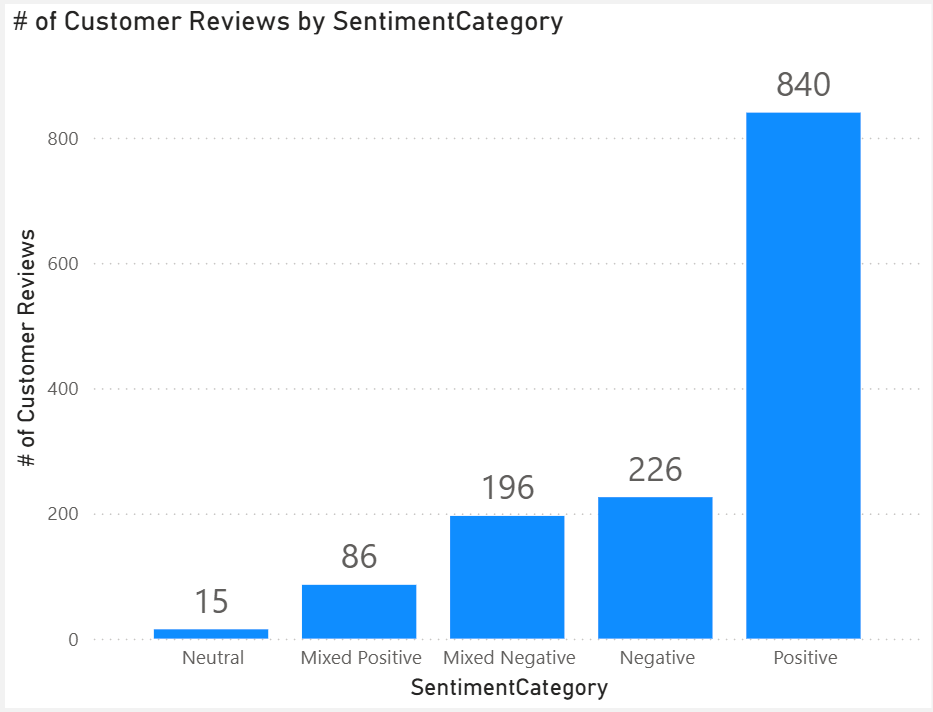 # of Customer Reviews by SentimentCategory
# of Customer Reviews
800
600
400
200
0
15
86
196
226
840
Neutral
Mixed Positive
Mixed Negative
Negative
Positive
SentimentCategory